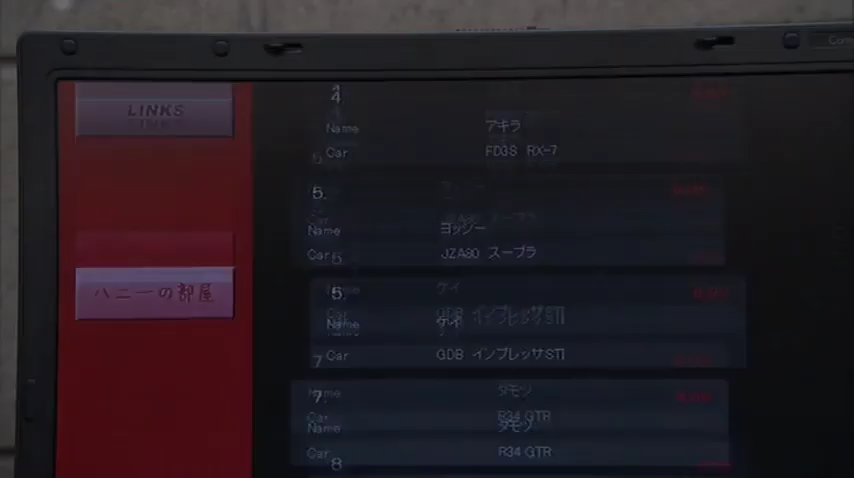 LINKS
ハニーの部屋
4
Name アキラ
Car FD3S RX-7
5.
Name ヨッシー
Car JZA80 スープラ
6.
Name ケイ
Car GDB インプレッサSTI
7.
Name タモツ
Car R34 GTR
8